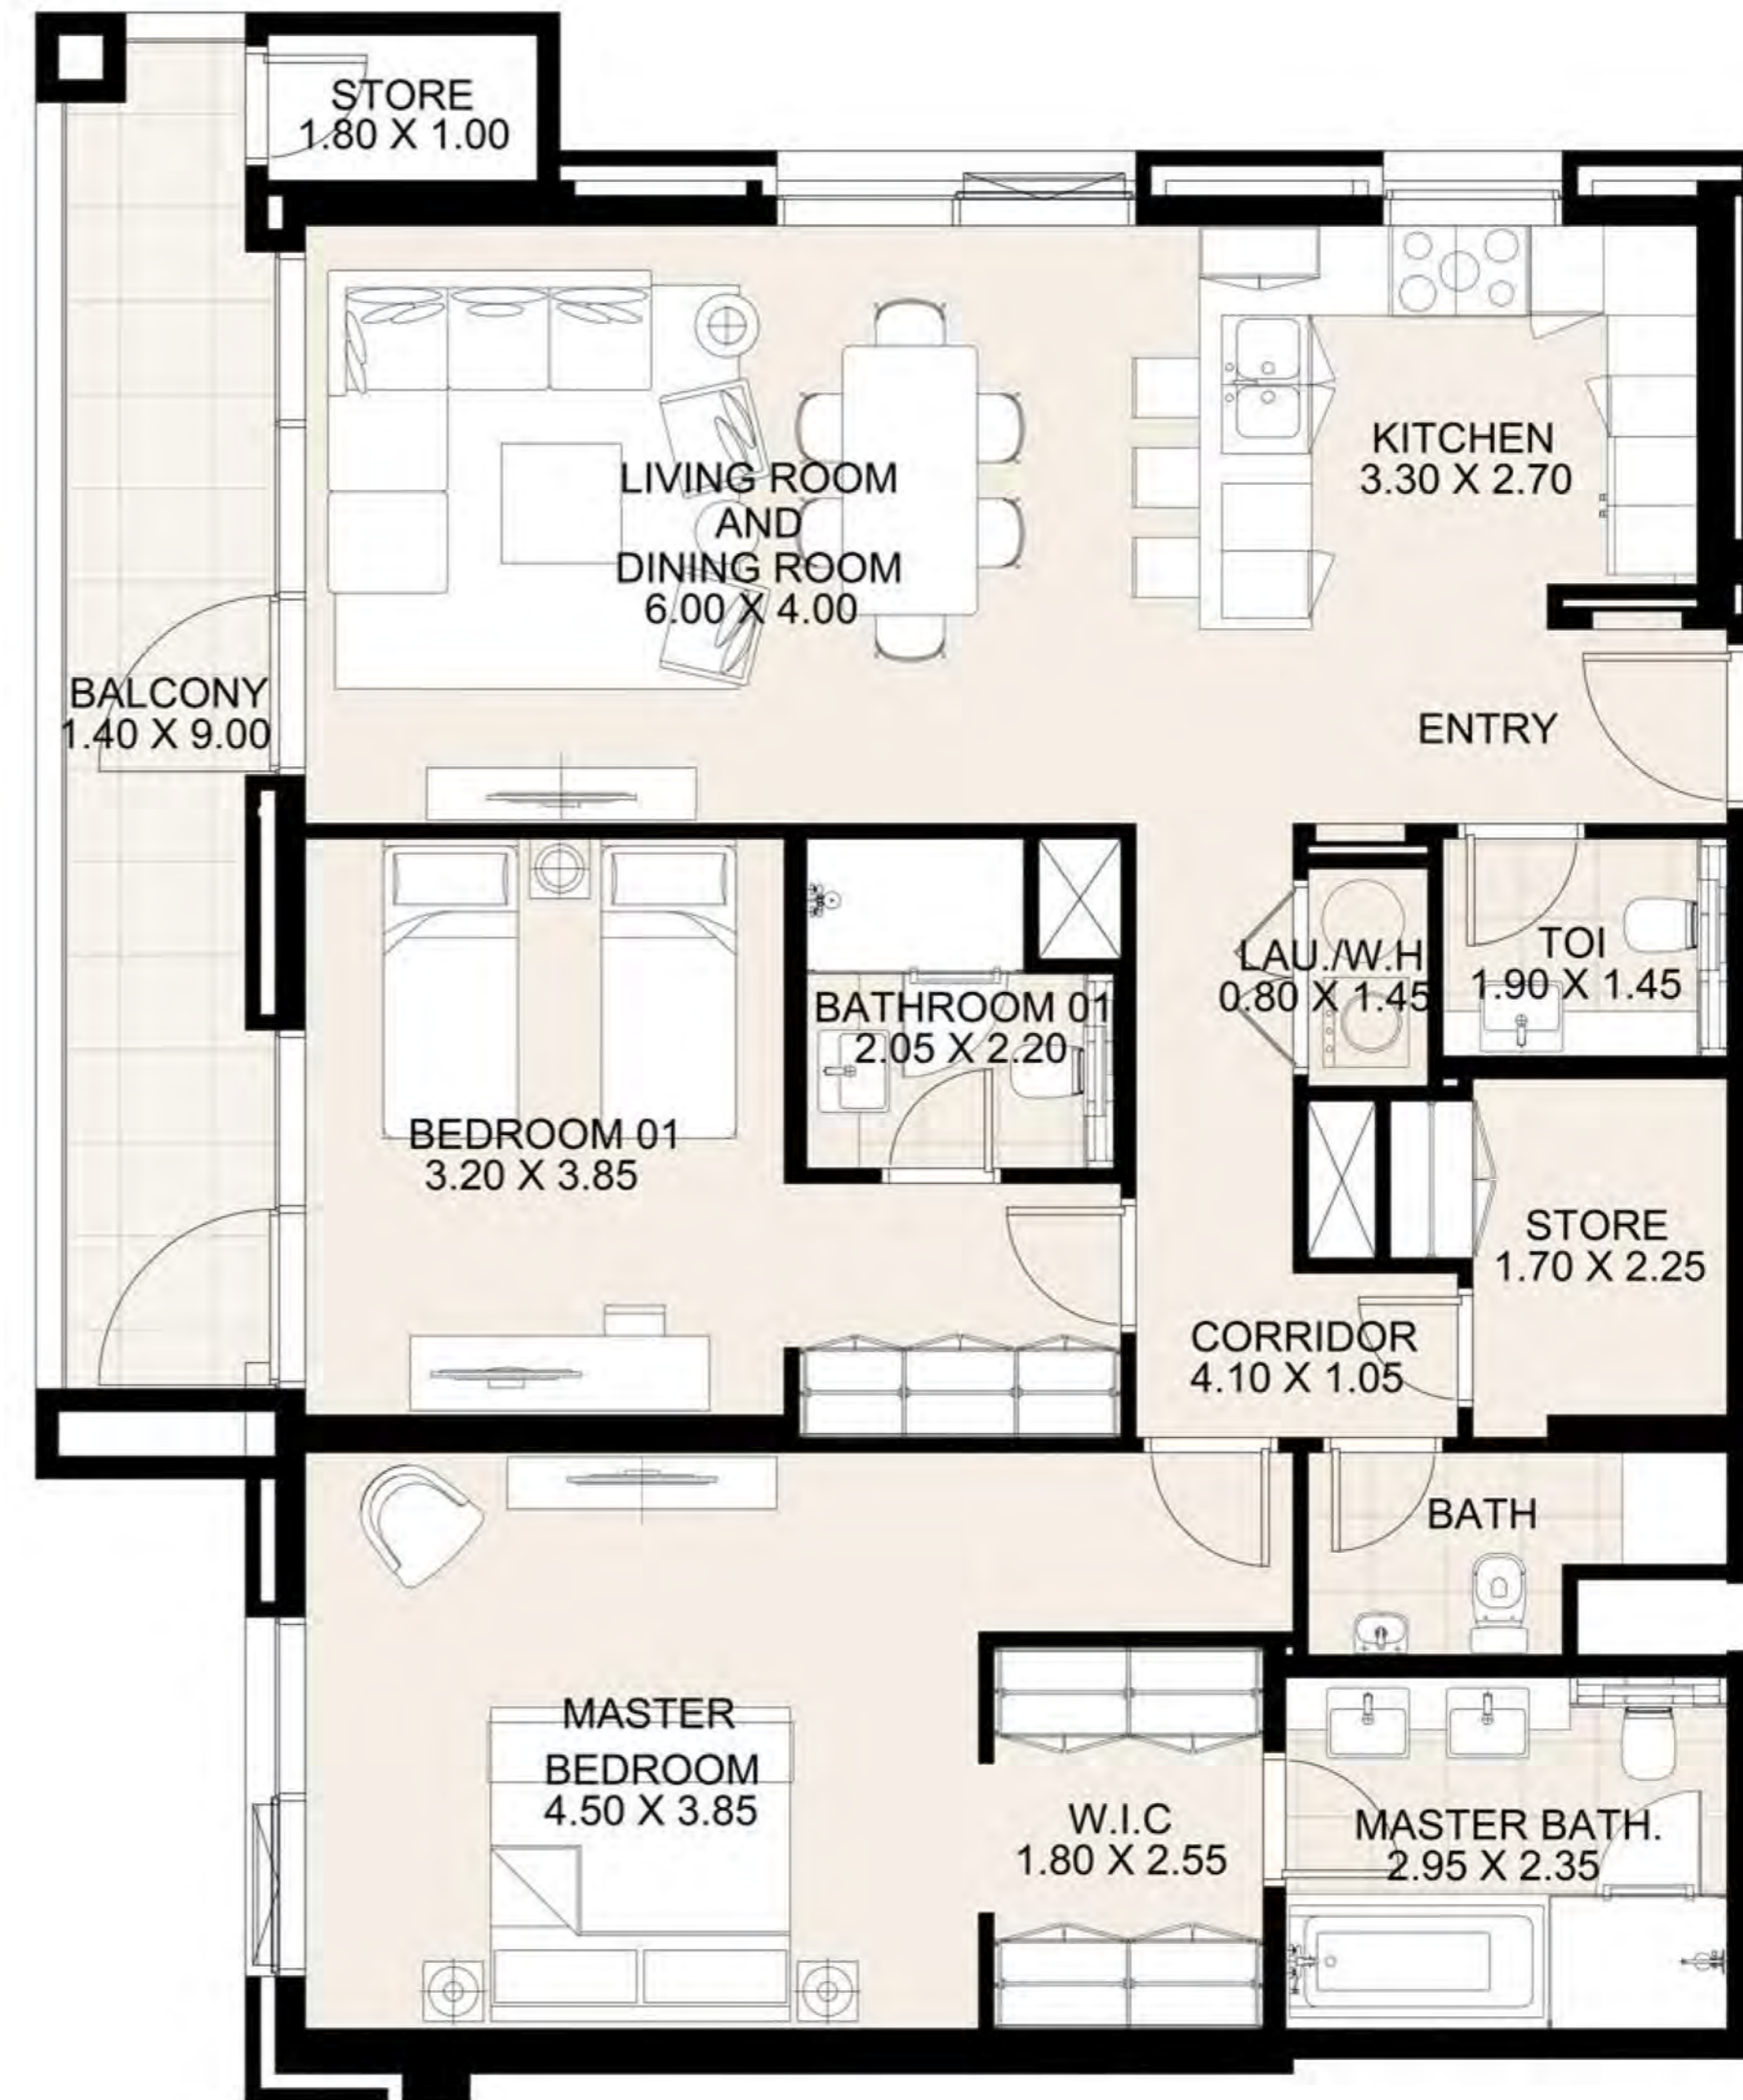 STORE
1.80 X 1.00
KITCHEN
3.30 X 2.70
LIVING ROOM
AND
DINING ROOM
6.00 X 4.00
BALCONY
1.40 X 9.00
ENTRY
LAU./W.H
0.80 X 1.45
TOI
1.90 X 1.45
BATHROOM 01
2.05 X 2.20
BEDROOM 01
3.20 X 3.85
STORE
1.70 X 2.25
CORRIDOR
4.10 X 1.05
BATH
MASTER
BEDROOM
4.50 X 3.85
W.I.C
1.80 X 2.55
MASTER BATH.
2.95 X 2.35